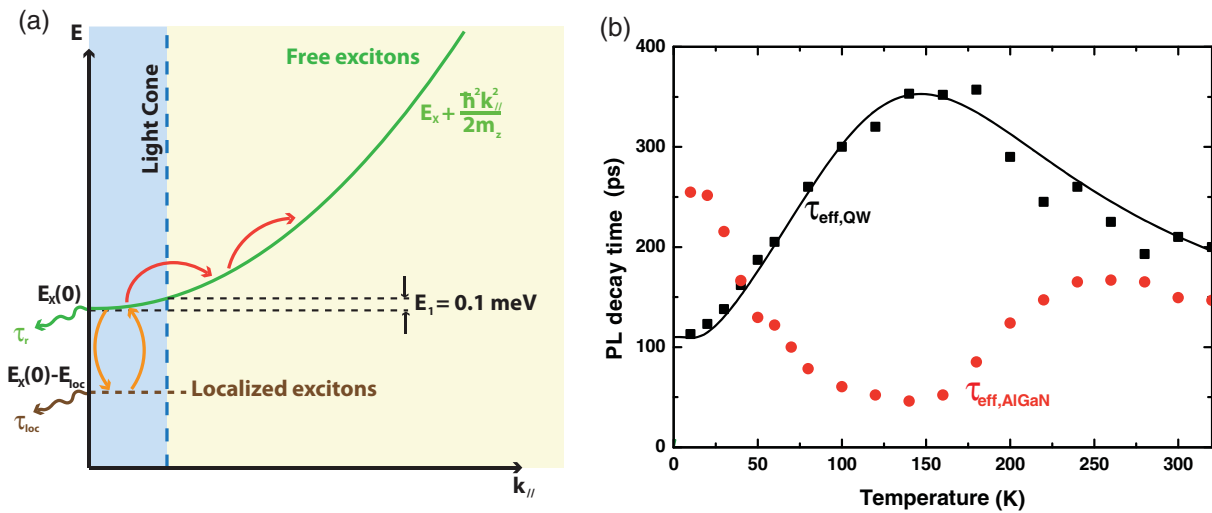 (a)
E
Light Cone
Free excitons
E_X + ħ²k²_// / 2m_z
E_X(0)
τ_r
E_1 = 0.1 meV
E_X(0)-E_loc
Localized excitons
τ_loc
k_//
(b)
400
300
200
100
0
PL decay time (ps)
τ_eff,QW
τ_eff,AlGaN
0
50
100
150
200
250
300
Temperature (K)